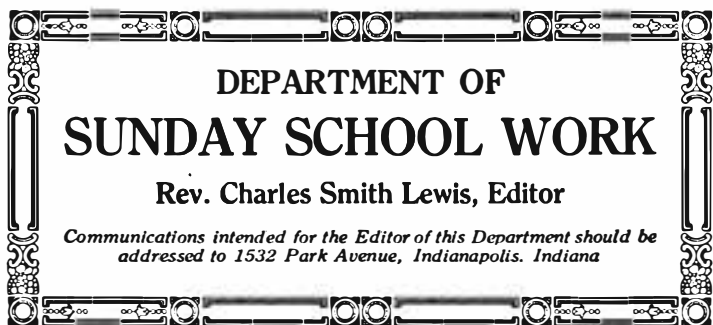 DEPARTMENT OF
SUNDAY SCHOOL WORK
Rev. Charles Smith Lewis, Editor
Communications intended for the Editor of this Department should be
addressed to 1532 Park Avenue, Indianapolis. Indiana